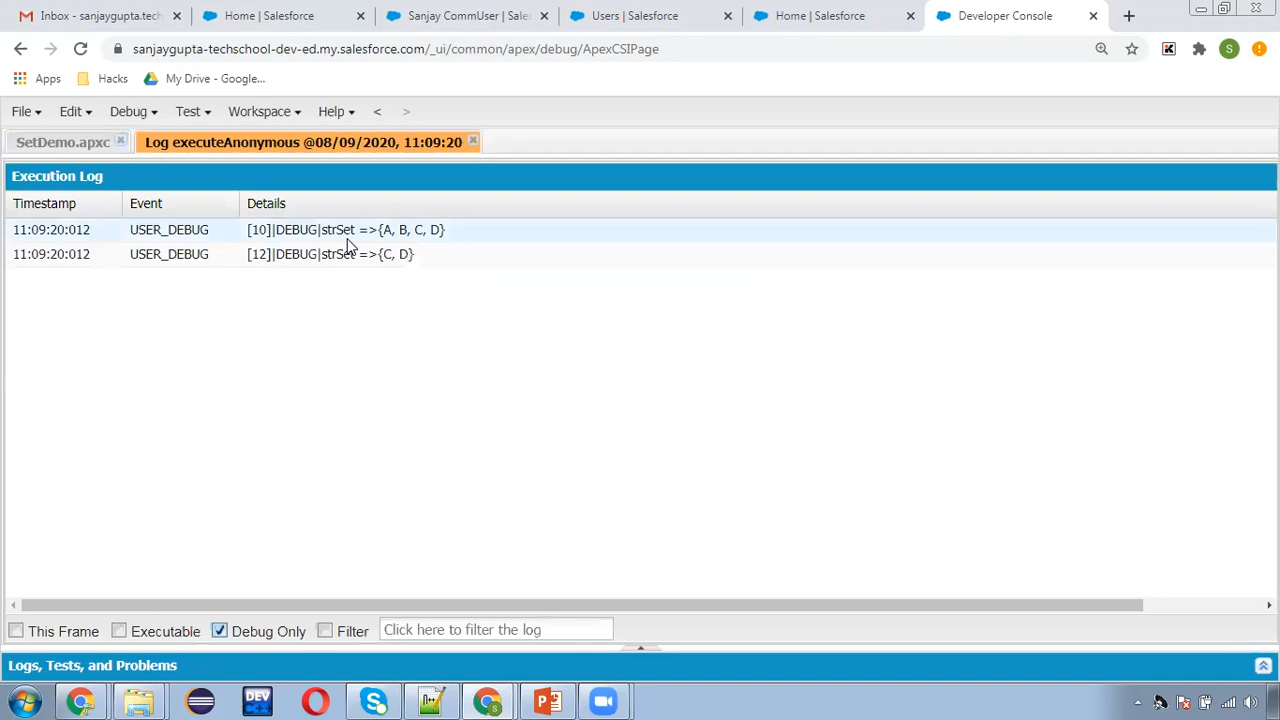 Inbox - sanjaygupta.tech Home | Salesforce Sanjay CommUser | Sales Users | Salesforce Home | Salesforce Developer Console
sanjaygupta-techschool-dev-ed.my.salesforce.com/_ui/common/apex/debug/ApexCSIPage S
Apps Hacks My Drive - Google...
File Edit Debug Test Workspace Help < >
SetDemo.apxc Log executeAnonymous @08/09/2020, 11:09:20
Execution Log
Timestamp Event Details
11:09:20:012 USER_DEBUG [10]|DEBUG|strSet =>{A, B, C, D}
11:09:20:012 USER_DEBUG [12]|DEBUG|strSet =>{C, D}
This Frame Executable Debug Only Filter Click here to filter the log
Logs, Tests, and Problems